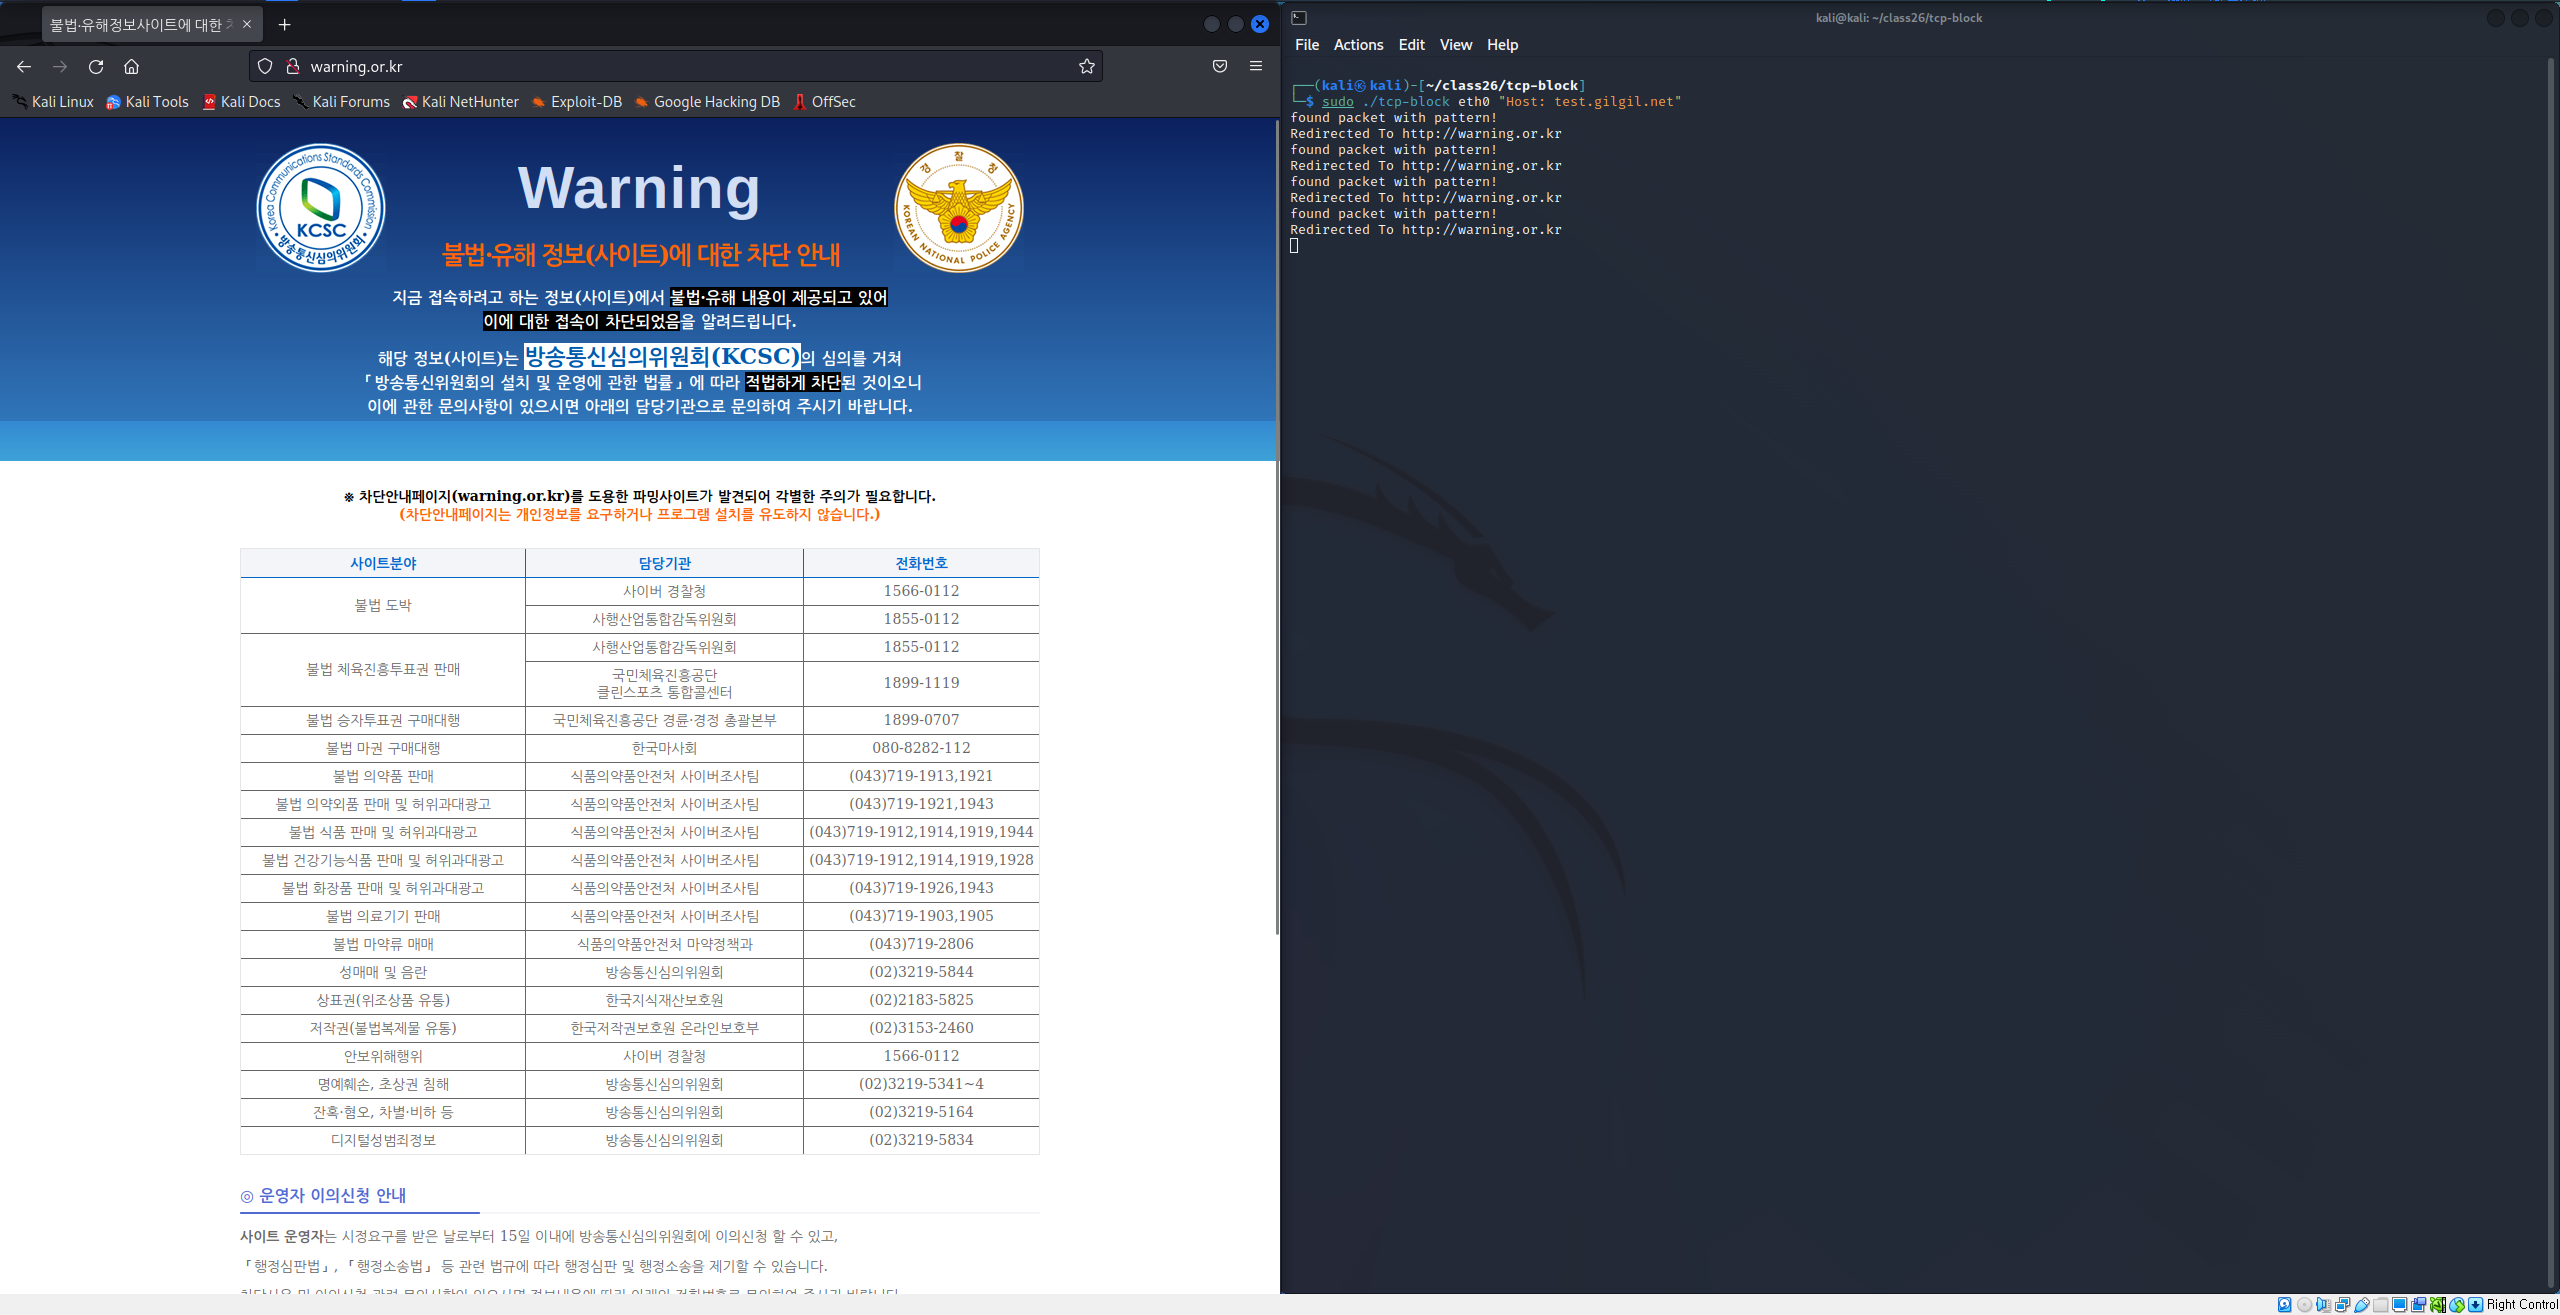 불법·유해정보사이트에 대한 차
warning.or.kr
Kali Linux Kali Tools Kali Docs Kali Forums Kali NetHunter Exploit-DB Google Hacking DB OffSec
Korea Communications Standards Commission
KCSC
방송통신심의위원회
Warning
경찰청
KOREAN NATIONAL POLICE AGENCY
불법·유해 정보(사이트)에 대한 차단 안내
지금 접속하려고 하는 정보(사이트)에서 불법·유해 내용이 제공되고 있어
이에 대한 접속이 차단되었음을 알려드립니다.
해당 정보(사이트)는 방송통신심의위원회(KCSC)의 심의를 거쳐
「방송통신위원회의 설치 및 운영에 관한 법률」에 따라 적법하게 차단된 것이오니
이에 관한 문의사항이 있으시면 아래의 담당기관으로 문의하여 주시기 바랍니다.
※ 차단안내페이지(warning.or.kr)를 도용한 파밍사이트가 발견되어 각별한 주의가 필요합니다.
(차단안내페이지는 개인정보를 요구하거나 프로그램 설치를 유도하지 않습니다.)
사이트분야 담당기관 전화번호
불법 도박 사이버 경찰청 1566-0112
사행산업통합감독위원회 1855-0112
불법 체육진흥투표권 판매 사행산업통합감독위원회 1855-0112
국민체육진흥공단
클린스포츠 통합콜센터 1899-1119
불법 승자투표권 구매대행 국민체육진흥공단 경륜·경정 총괄본부 1899-0707
불법 마권 구매대행 한국마사회 080-8282-112
불법 의약품 판매 식품의약품안전처 사이버조사팀 (043)719-1913,1921
불법 의약외품 판매 및 허위과대광고 식품의약품안전처 사이버조사팀 (043)719-1921,1943
불법 식품 판매 및 허위과대광고 식품의약품안전처 사이버조사팀 (043)719-1912,1914,1919,1944
불법 건강기능식품 판매 및 허위과대광고 식품의약품안전처 사이버조사팀 (043)719-1912,1914,1919,1928
불법 화장품 판매 및 허위과대광고 식품의약품안전처 사이버조사팀 (043)719-1926,1943
불법 의료기기 판매 식품의약품안전처 사이버조사팀 (043)719-1903,1905
불법 마약류 매매 식품의약품안전처 마약정책과 (043)719-2806
성매매 및 음란 방송통신심의위원회 (02)3219-5844
상표권(위조상품 유통) 한국지식재산보호원 (02)2183-5825
저작권(불법복제물 유통) 한국저작권보호원 온라인보호부 (02)3153-2460
안보위해행위 사이버 경찰청 1566-0112
명예훼손, 초상권 침해 방송통신심의위원회 (02)3219-5341~4
잔혹·혐오, 차별·비하 등 방송통신심의위원회 (02)3219-5164
디지털성범죄정보 방송통신심의위원회 (02)3219-5834
◎ 운영자 이의신청 안내
사이트 운영자는 시정요구를 받은 날로부터 15일 이내에 방송통신심의위원회에 이의신청 할 수 있고,
「행정심판법」, 「행정소송법」 등 관련 법규에 따라 행정심판 및 행정소송을 제기할 수 있습니다.
kali@kali: ~/class26/tcp-block
File Actions Edit View Help
┌──(kali㉿kali)-[~/class26/tcp-block]
└─$ sudo ./tcp-block eth0 "Host: test.gilgil.net"
found packet with pattern!
Redirected To http://warning.or.kr
found packet with pattern!
Redirected To http://warning.or.kr
found packet with pattern!
Redirected To http://warning.or.kr
found packet with pattern!
Redirected To http://warning.or.kr
Right Control